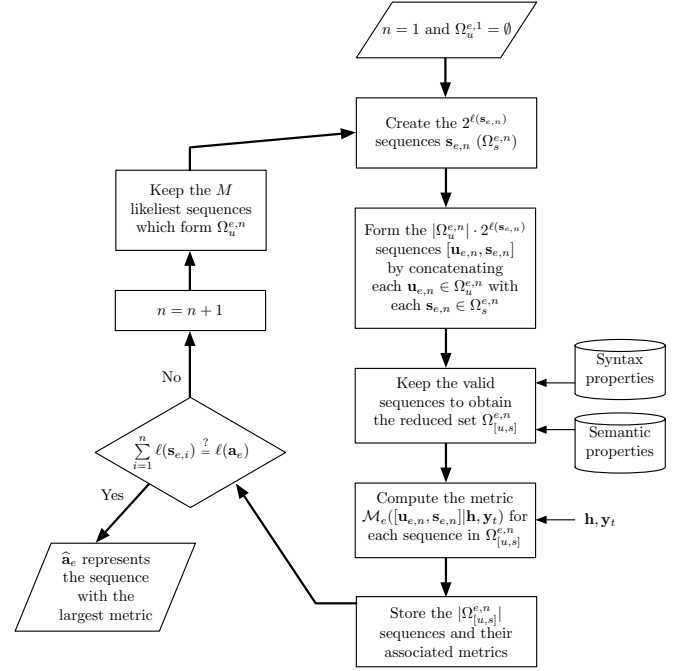 n = 1 and Ω_u^{e,1} = ∅
Create the 2^{ℓ(s_{e,n})}
sequences s_{e,n} (Ω_s^{e,n})
Form the |Ω_u^{e,n}| · 2^{ℓ(s_{e,n})}
sequences [u_{e,n}, s_{e,n}]
by concatenating
each u_{e,n} ∈ Ω_u^{e,n} with
each s_{e,n} ∈ Ω_s^{e,n}
Keep the valid
sequences to obtain
the reduced set Ω_{[u,s]}^{e,n}
Syntax
properties
Semantic
properties
Compute the metric
ℳ_e([u_{e,n}, s_{e,n}]|h, y_t) for
each sequence in Ω_{[u,s]}^{e,n}
h, y_t
Store the |Ω_{[u,s]}^{e,n}|
sequences and their
associated metrics
∑_{i=1}^{n} ℓ(s_{e,i}) ≟ ℓ(a_e)
Yes
â_e represents
the sequence
with the
largest metric
No
n = n + 1
Keep the M
likeliest sequences
which form Ω_u^{e,n}